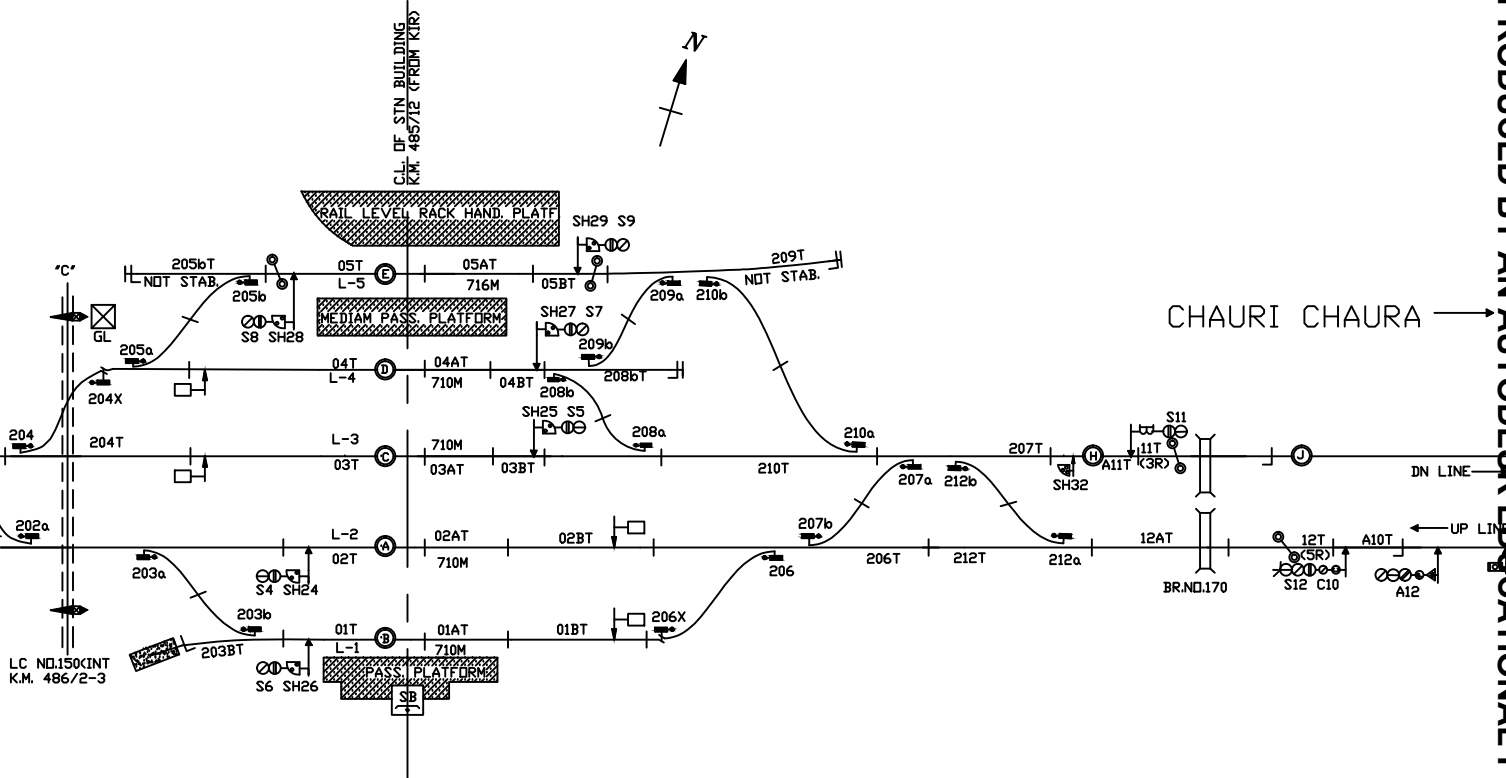 C.L. OF STN BUILDING
K.M. 485/12 (FROM KIR)
N
RAIL LEVEL RACK HAND. PLATF
SH29 S9
"C"
205bT
NOT STAB.
05T
L-5
E
05AT
716M
05BT
209T
NOT STAB.
205b
209a 210b
GL
S8 SH28
MEDIAM PASS. PLATFORM
SH27 S7
209b
CHAURI CHAURA
205a
04T
L-4
D
04AT
710M
04BT
208b
208bT
204X
SH25 S5
204
204T
L-3
03T
C
710M
03AT
03BT
208a
210T
210a
207T
H
A11T
S11
11T
(3R)
J
DN LINE
SH32
207a 212b
202a
L-2
02T
A
02AT
710M
02BT
207b
206T
212T
212a
12AT
12T
(5R)
A10T
UP LINE
203a
S4 SH24
206
BR.NO.170
S12 C10
A12
203b
203BT
01T
L-1
B
01AT
710M
01BT
206X
LC NO.150(INT
K.M. 486/2-3
S6 SH26
PASS. PLATFORM
SB
BY AN AUTODESK EDUCATIONAL